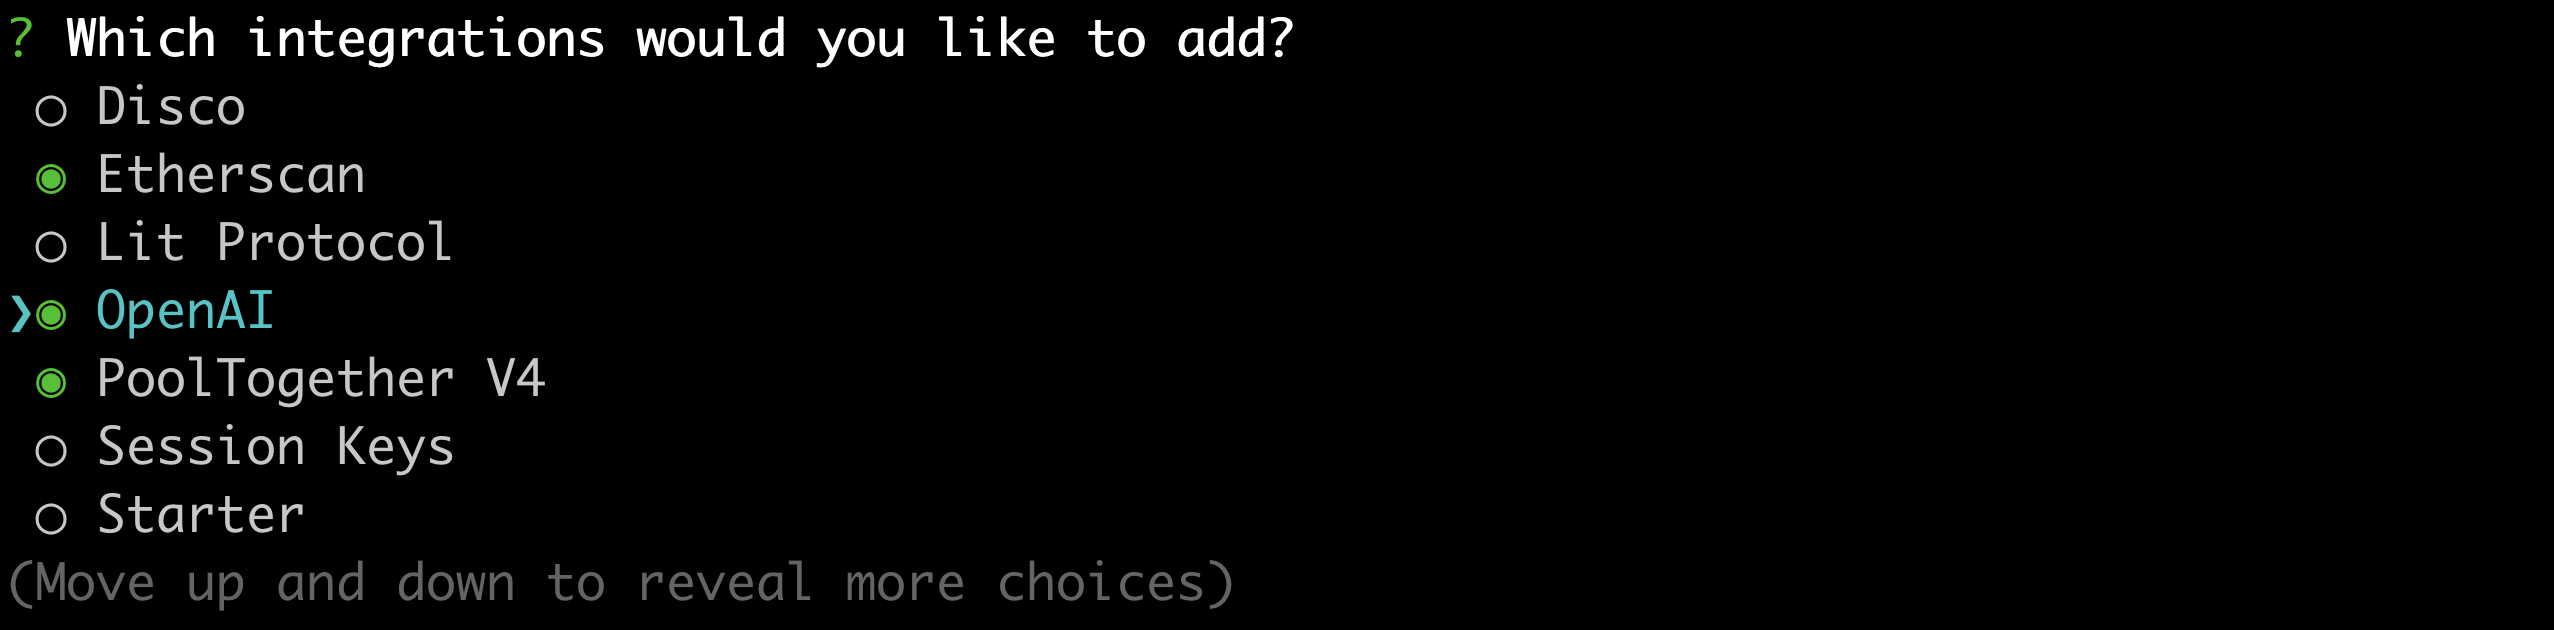 ? Which integrations would you like to add?
◯ Disco
◉ Etherscan
◯ Lit Protocol
❯◉ OpenAI
◉ PoolTogether V4
◯ Session Keys
◯ Starter
(Move up and down to reveal more choices)